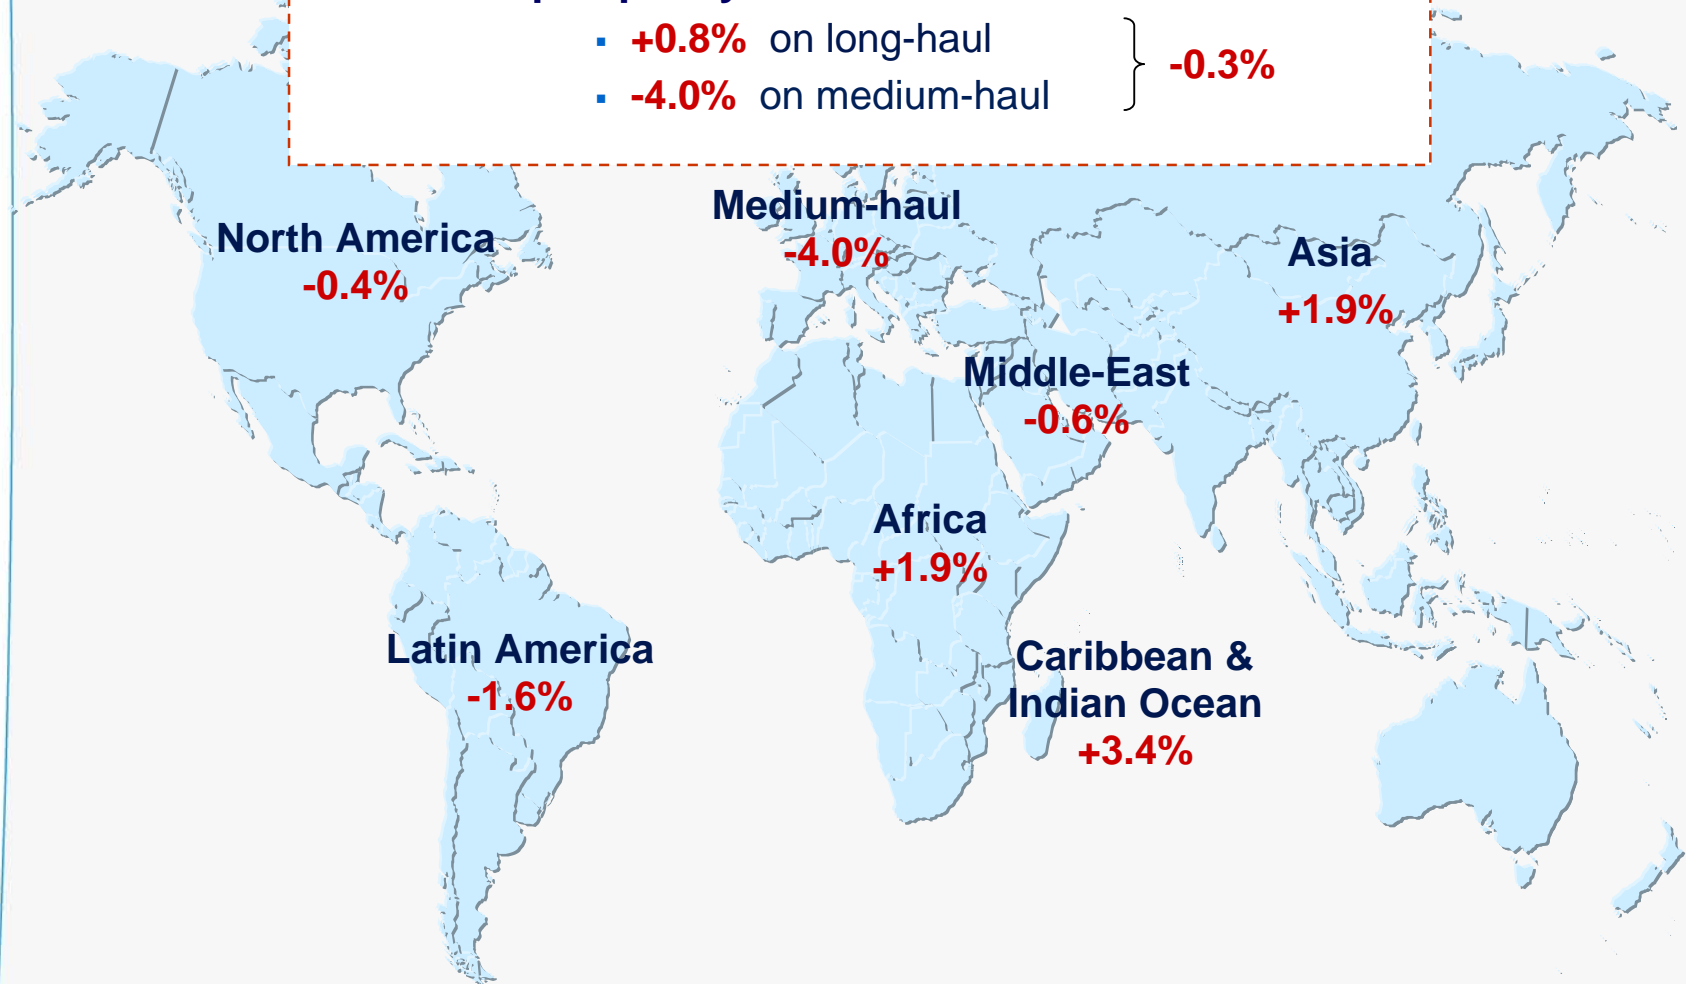 ▪ +0.8% on long-haul
▪ -4.0% on medium-haul
-0.3%
Medium-haul
-4.0%
North America
-0.4%
Asia
+1.9%
Middle-East
-0.6%
Africa
+1.9%
Latin America
-1.6%
Caribbean &
Indian Ocean
+3.4%